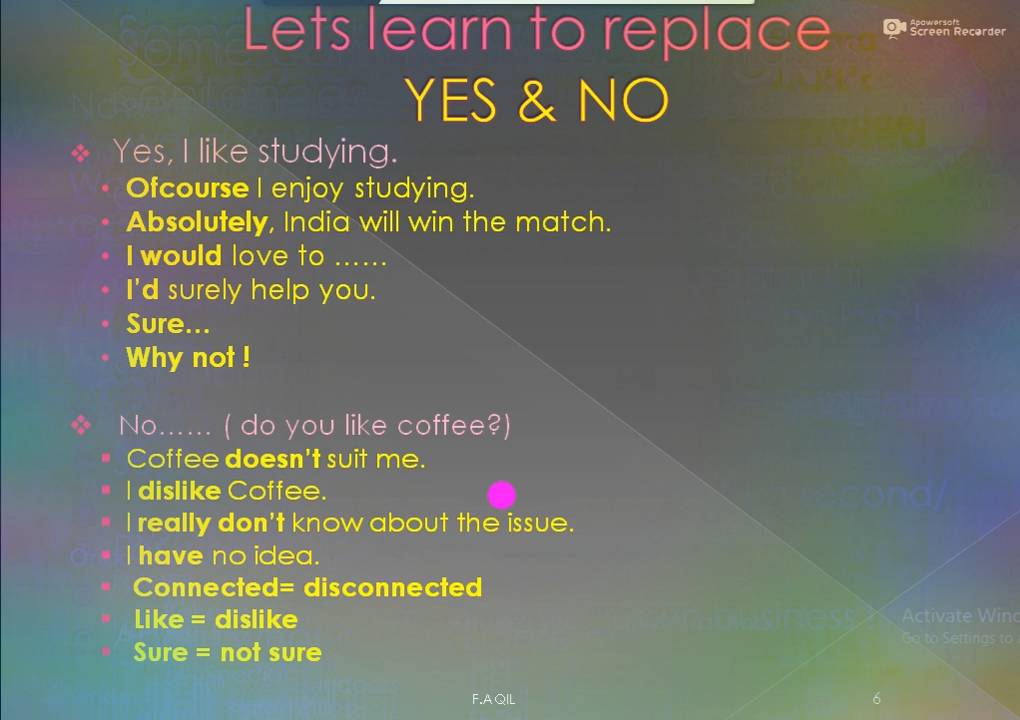 Lets learn to replace
Apowersoft
Screen Recorder
YES & NO
Yes, I like studying.
Ofcourse I enjoy studying.
Absolutely, India will win the match.
I would love to ……
I'd surely help you.
Sure…
Why not !
No…… ( do you like coffee?)
Coffee doesn't suit me.
I dislike Coffee.
I really don't know about the issue.
I have no idea.
Connected= disconnected
Like = dislike
Sure = not sure
second/
business
Activate Wind
Go to Settings to
F.AQIL
6